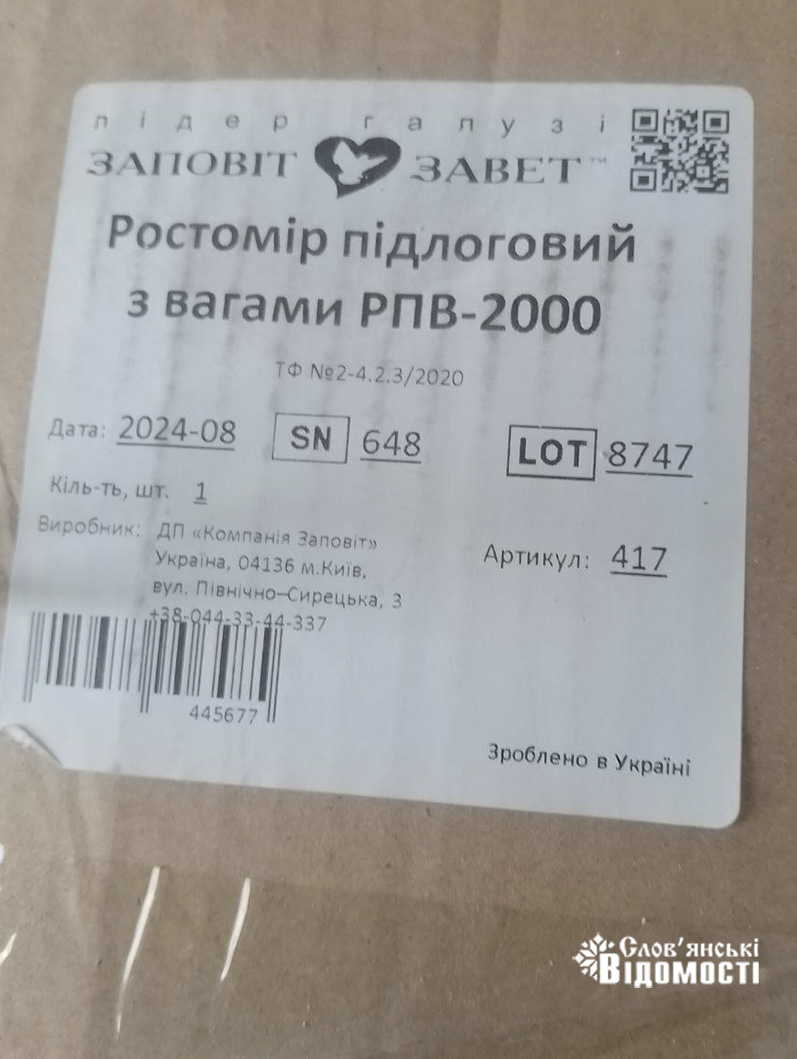 лідер галузі
ЗАПОВІТ ЗАВЕТ™
Ростомір підлоговий
з вагами РПВ-2000
ТФ №2-4.2.3/2020
Дата: 2024-08 SN 648 LOT 8747
Кіль-ть, шт. 1
Виробник: ДП «Компанія Заповіт»
Україна, 04136 м.Київ,
вул. Північно–Сирецька, 3
+38-044-33-44-337
Артикул: 417
445677
Зроблено в Україні
Слов'янські
ВІДОМОСТІ